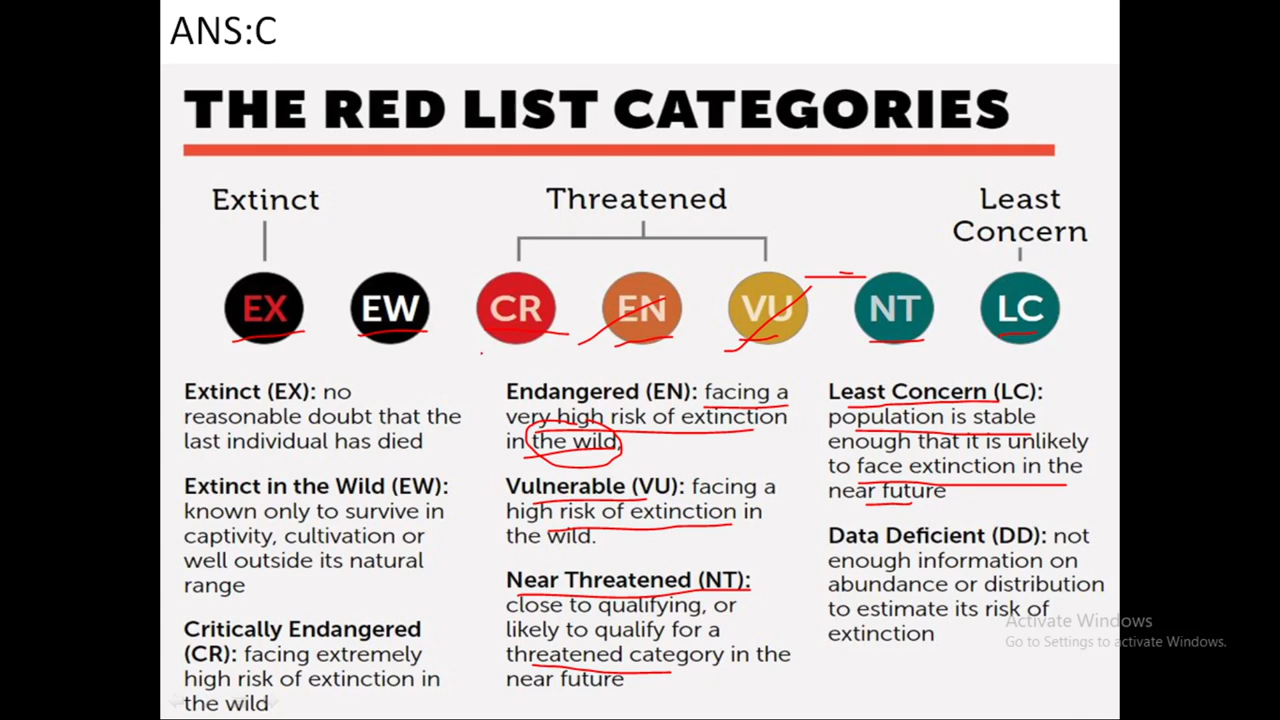 ANS:C
THE RED LIST CATEGORIES
Extinct
Threatened
Least
Concern
EX
EW
CR
EN
VU
NT
LC
Extinct (EX): no
reasonable doubt that the
last individual has died
Extinct in the Wild (EW):
known only to survive in
captivity, cultivation or
well outside its natural
range
Critically Endangered
(CR): facing extremely
high risk of extinction in
the wild
Endangered (EN): facing a
very high risk of extinction
in the wild,
Vulnerable (VU): facing a
high risk of extinction in
the wild.
Near Threatened (NT):
close to qualifying, or
likely to qualify for a
threatened category in the
near future
Least Concern (LC):
population is stable
enough that it is unlikely
to face extinction in the
near future
Data Deficient (DD): not
enough information on
abundance or distribution
to estimate its risk of
extinction
Activate Windows
Go to Settings to activate Windows.